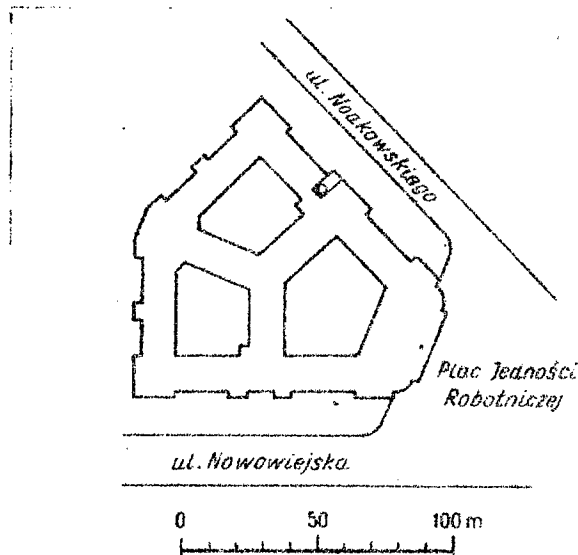 ul. Noakowskiego
Plac Jedności
Robotniczej
ul. Nowowiejska
0 50 100 m